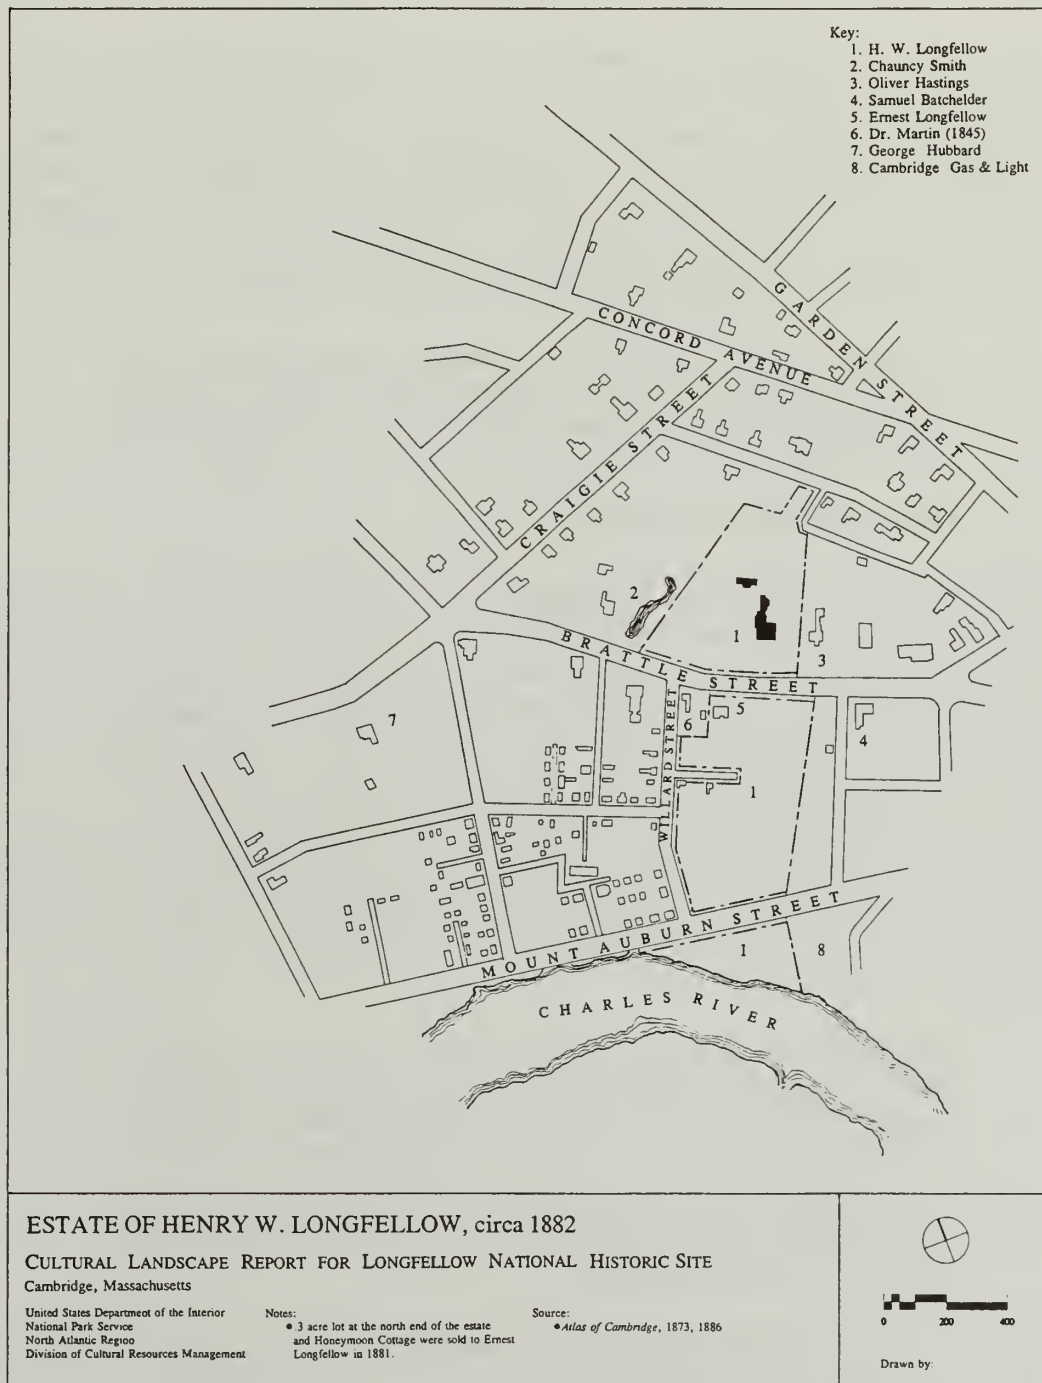 Key:
1. H. W. Longfellow
2. Chauncy Smith
3. Oliver Hastings
4. Samuel Batchelder
5. Ernest Longfellow
6. Dr. Martin (1845)
7. George Hubbard
8. Cambridge Gas & Light
GARDEN STREET
CONCORD AVENUE
CRAIGIE STREET
2
1
3
BRATTLE STREET
WILLARD STREET
5
6
4
7
1
MOUNT AUBURN STREET
1
8
CHARLES RIVER
ESTATE OF HENRY W. LONGFELLOW, circa 1882
CULTURAL LANDSCAPE REPORT FOR LONGFELLOW NATIONAL HISTORIC SITE
Cambridge, Massachusetts
United States Department of the Interior
National Park Service
North Atlantic Region
Division of Cultural Resources Management
Notes:
• 3 acre lot at the north end of the estate
and Honeymoon Cottage were sold to Ernest
Longfellow in 1881.
Source:
• Atlas of Cambridge, 1873, 1886
0 200 400
Drawn by: